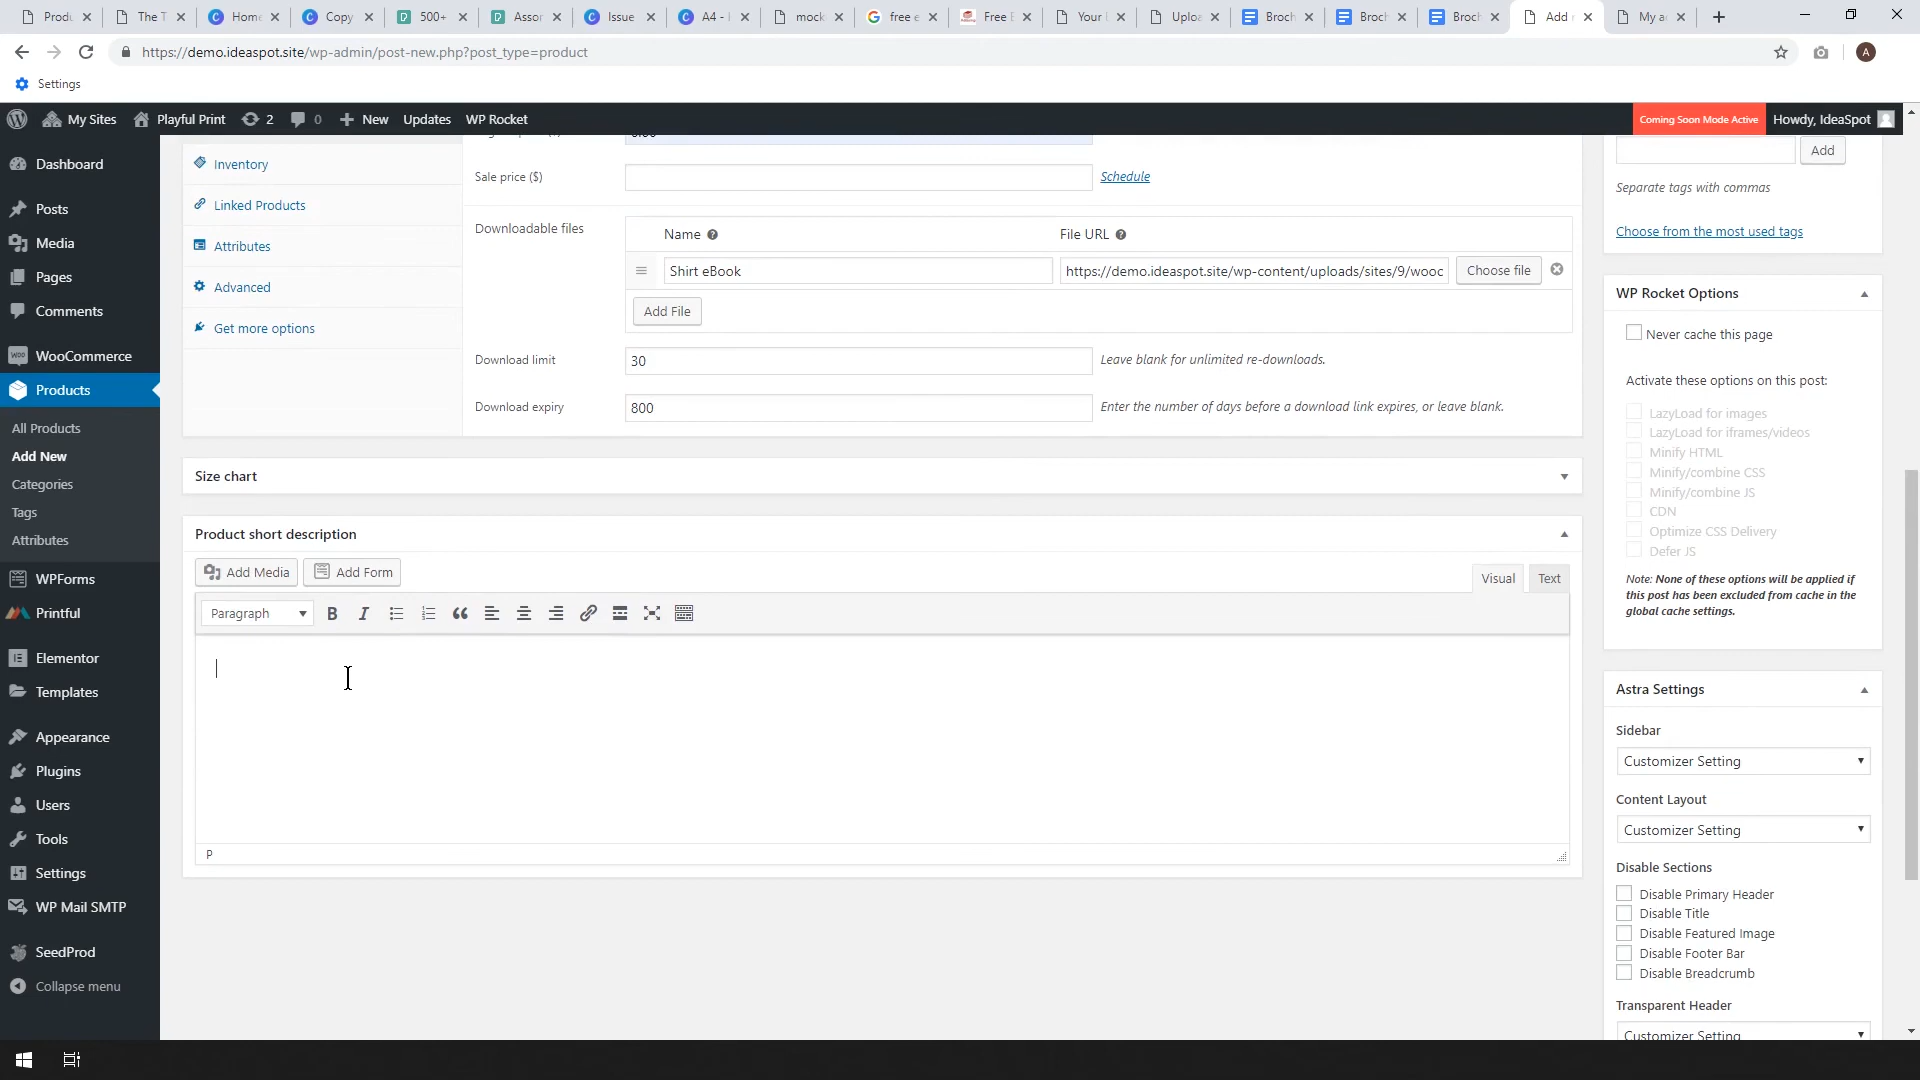 Produ
The T
Home
Copy
500+
Assor
Issue
A4 -
mock
free e
Free E
Your
Uploa
Broch
Broch
Broch
Add
My a
https://demo.ideaspot.site/wp-admin/post-new.php?post_type=product
A
Settings
My Sites
Playful Print
2
0
New
Updates
WP Rocket
Coming Soon Mode Active
Howdy, IdeaSpot
Dashboard
Posts
Media
Pages
Comments
WooCommerce
Products
All Products
Add New
Categories
Tags
Attributes
WPForms
Printful
Elementor
Templates
Appearance
Plugins
Users
Tools
Settings
WP Mail SMTP
SeedProd
Collapse menu
Inventory
Linked Products
Attributes
Advanced
Get more options
Sale price ($)
Schedule
Downloadable files
Name
File URL
Shirt eBook
https://demo.ideaspot.site/wp-content/uploads/sites/9/wooc
Choose file
Add File
Download limit
30
Leave blank for unlimited re-downloads.
Download expiry
800
Enter the number of days before a download link expires, or leave blank.
Size chart
Product short description
Add Media
Add Form
Visual
Text
Paragraph
B
I
P
Add
Separate tags with commas
Choose from the most used tags
WP Rocket Options
Never cache this page
Activate these options on this post:
LazyLoad for images
LazyLoad for iframes/videos
Minify HTML
Minify/combine CSS
Minify/combine JS
CDN
Optimize CSS Delivery
Defer JS
Note: None of these options will be applied if
this post has been excluded from cache in the
global cache settings.
Astra Settings
Sidebar
Customizer Setting
Content Layout
Customizer Setting
Disable Sections
Disable Primary Header
Disable Title
Disable Featured Image
Disable Footer Bar
Disable Breadcrumb
Transparent Header
Customizer Setting